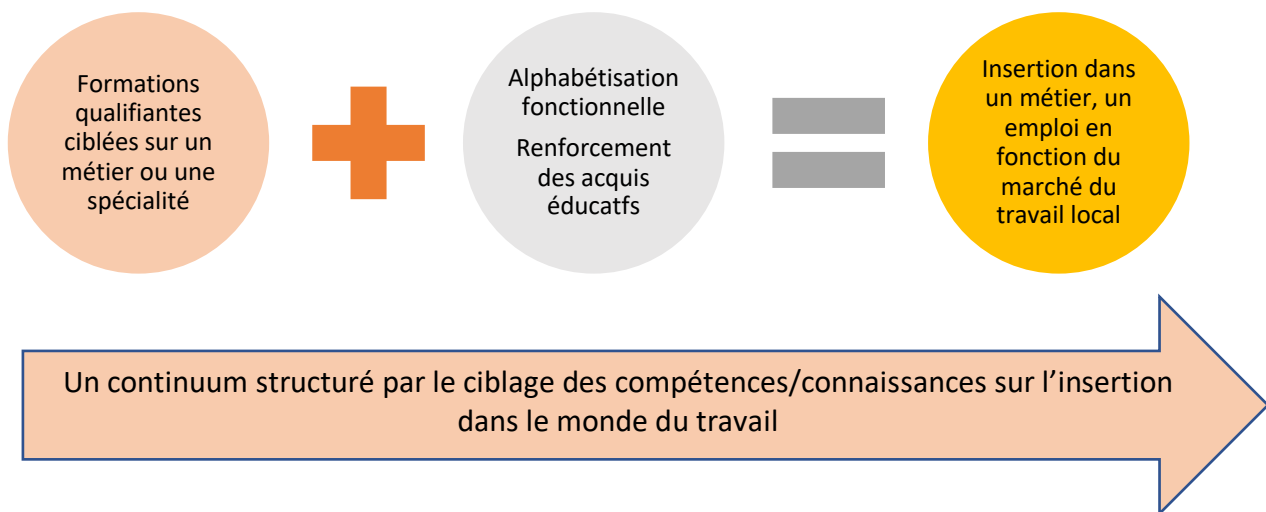 Formations
qualifiantes
ciblées sur un
métier ou une
spécialité
Alphabétisation
fonctionnelle
Renforcement
des acquis
éducatfs
Insertion dans
un métier, un
emploi en
fonction du
marché du
travail local
Un continuum structuré par le ciblage des compétences/connaissances sur l’insertion
dans le monde du travail